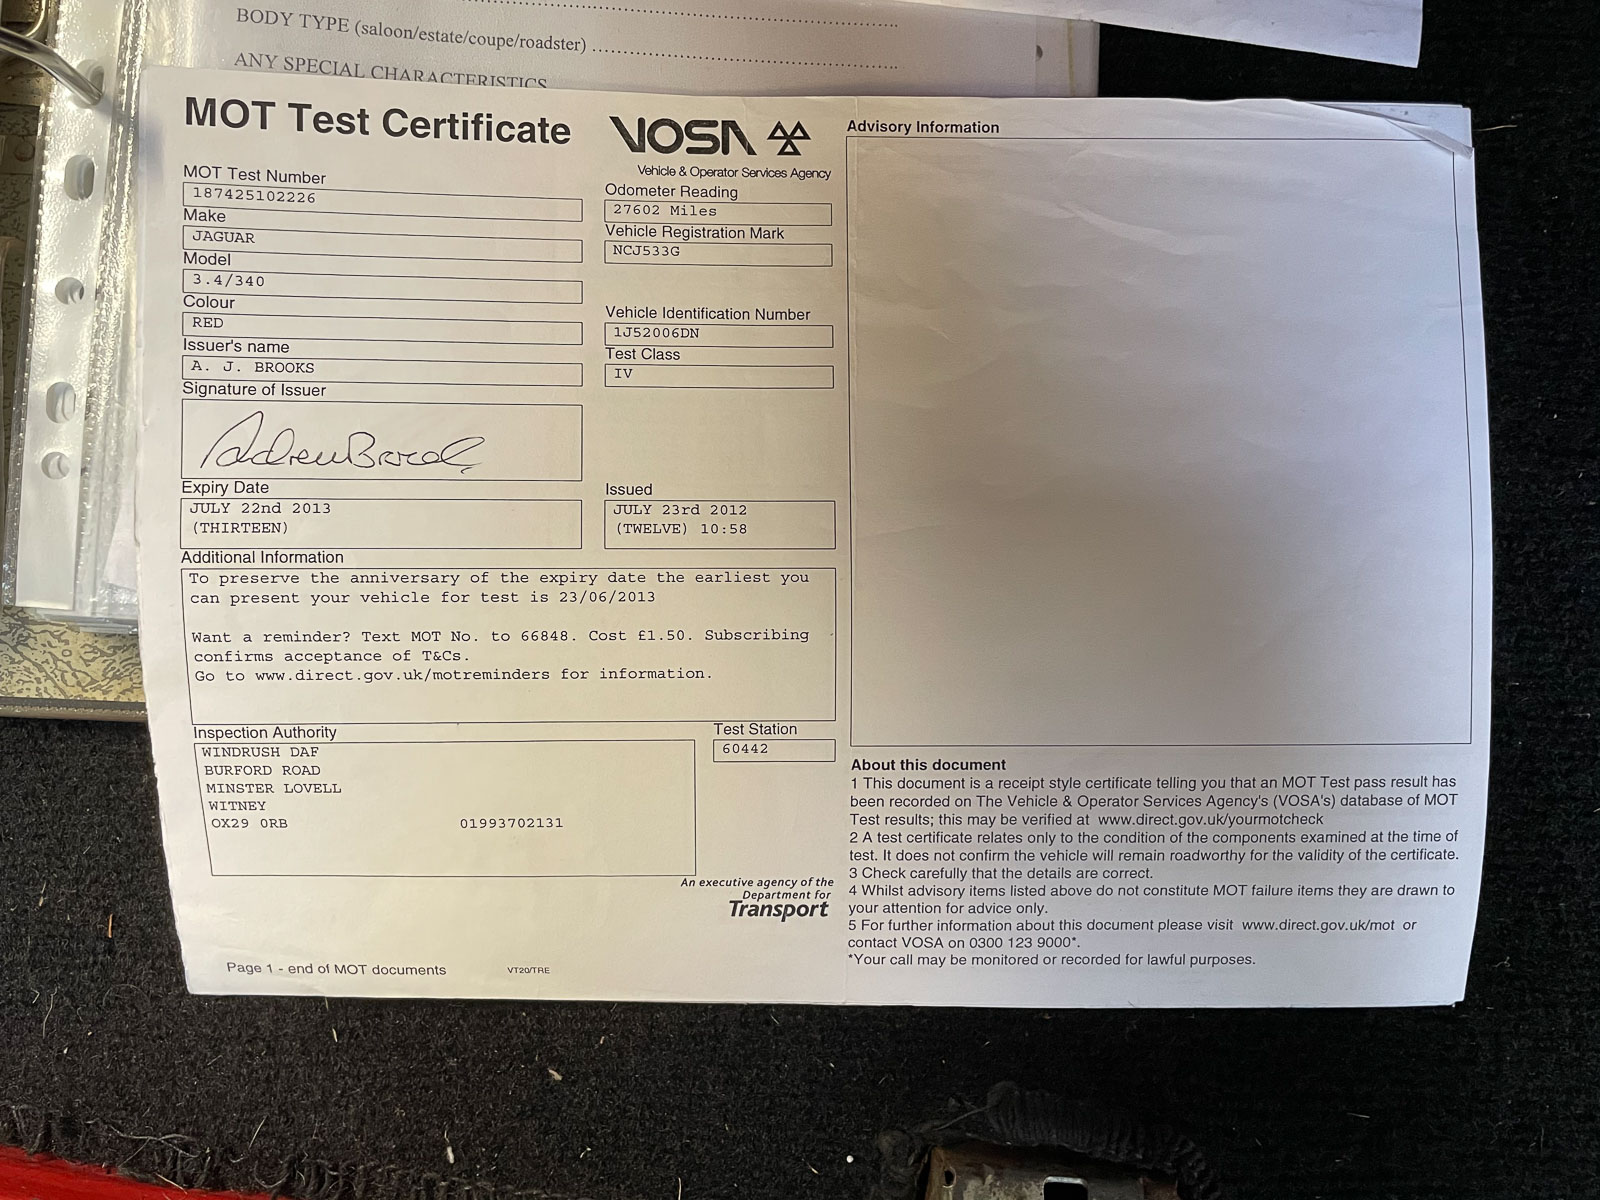 BODY TYPE (saloon/estate/coupe/roadster)
ANY SPECIAL CHARACTERISTICS
MOT Test Certificate
VOSA
Vehicle & Operator Services Agency
MOT Test Number
187425102226
Make
JAGUAR
Model
3.4/340
Colour
RED
Issuer's name
A. J. BROOKS
Signature of Issuer
Odometer Reading
27602 Miles
Vehicle Registration Mark
NCJ533G
Vehicle Identification Number
1J52006DN
Test Class
IV
Expiry Date
JULY 22nd 2013
(THIRTEEN)
Issued
JULY 23rd 2012
(TWELVE) 10:58
Additional Information
To preserve the anniversary of the expiry date the earliest you
can present your vehicle for test is 23/06/2013
Want a reminder? Text MOT No. to 66848. Cost £1.50. Subscribing
confirms acceptance of T&Cs.
Go to www.direct.gov.uk/motreminders for information.
Inspection Authority
WINDRUSH DAF
BURFORD ROAD
MINSTER LOVELL
WITNEY
OX29 0RB 01993702131
Test Station
60442
An executive agency of the
Department for
Transport
Page 1 - end of MOT documents
VT20/TRE
Advisory Information
About this document
1 This document is a receipt style certificate telling you that an MOT Test pass result has
been recorded on The Vehicle & Operator Services Agency's (VOSA's) database of MOT
Test results; this may be verified at www.direct.gov.uk/yourmotcheck
2 A test certificate relates only to the condition of the components examined at the time of
test. It does not confirm the vehicle will remain roadworthy for the validity of the certificate.
3 Check carefully that the details are correct.
4 Whilst advisory items listed above do not constitute MOT failure items they are drawn to
your attention for advice only.
5 For further information about this document please visit www.direct.gov.uk/mot or
contact VOSA on 0300 123 9000*.
*Your call may be monitored or recorded for lawful purposes.